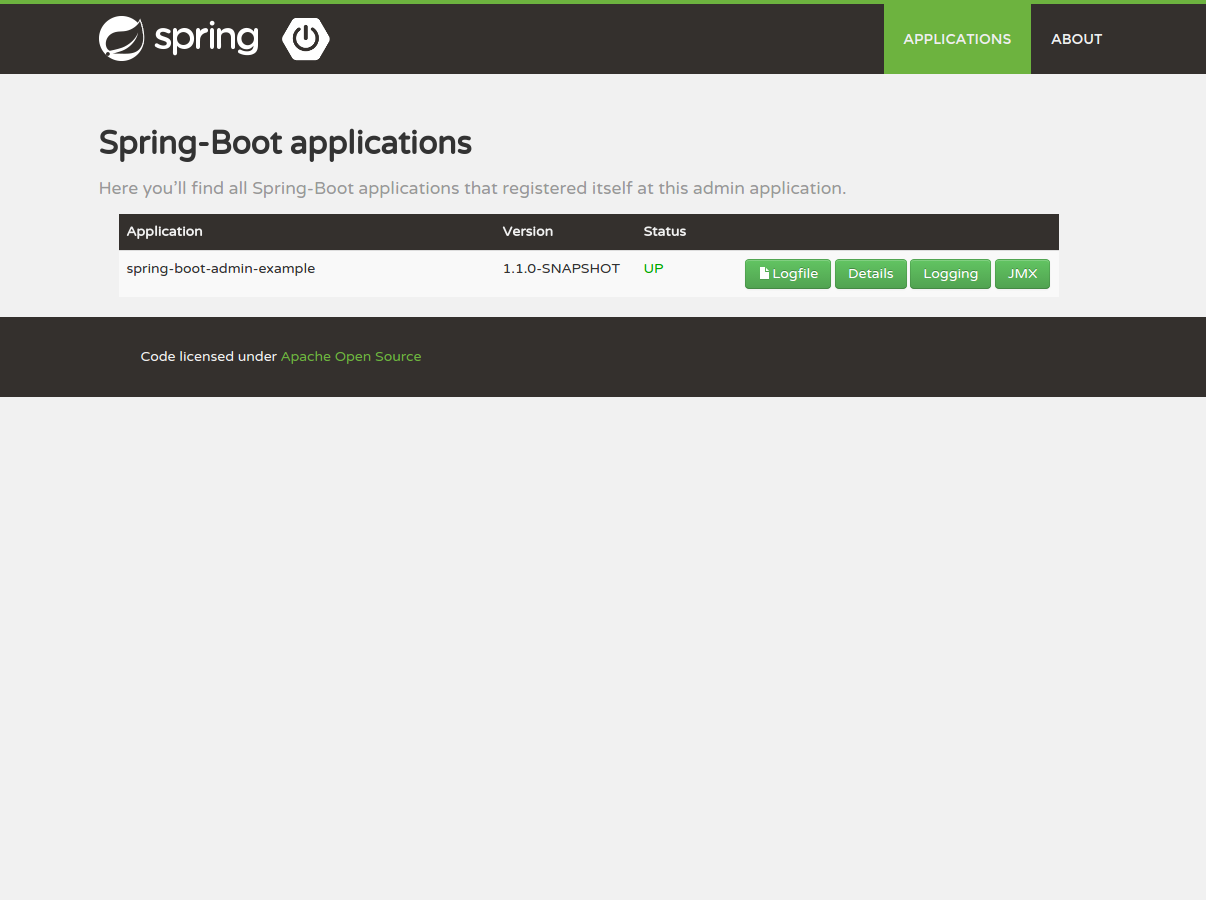 spring
APPLICATIONS
ABOUT
Spring-Boot applications
Here you'll find all Spring-Boot applications that registered itself at this admin application.
Application Version Status
spring-boot-admin-example 1.1.0-SNAPSHOT UP Logfile Details Logging JMX
Code licensed under Apache Open Source